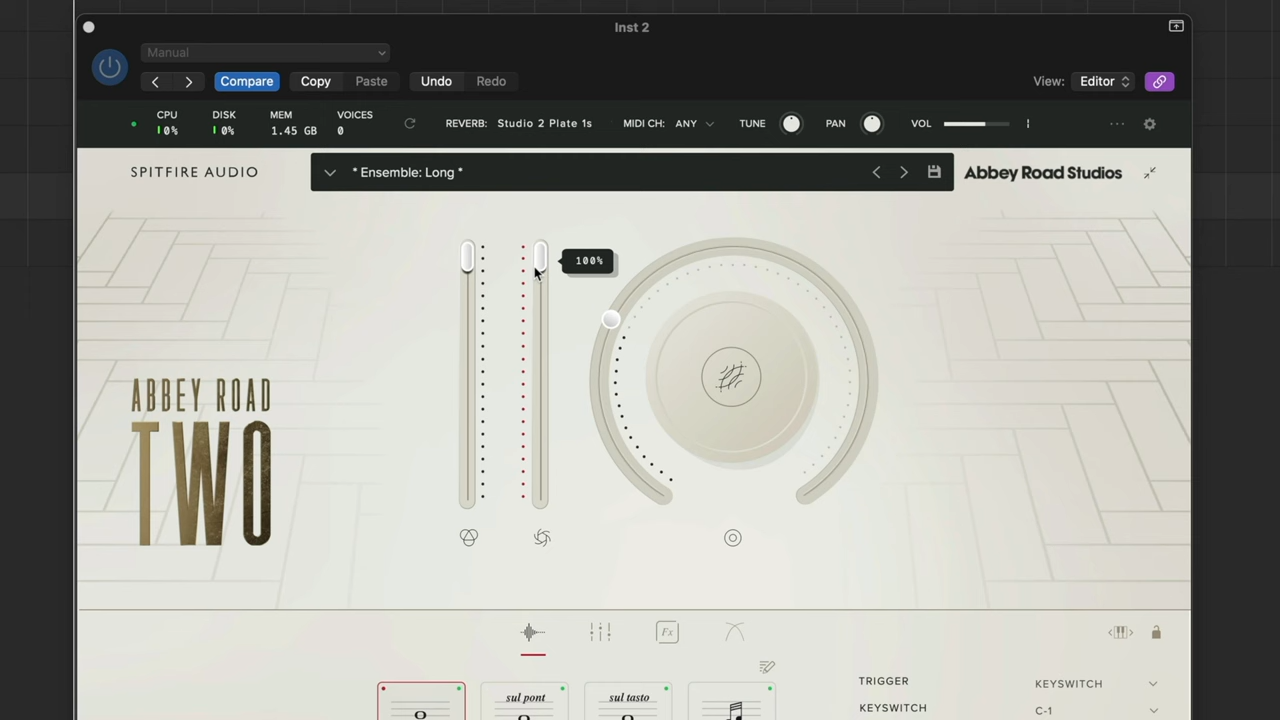 Inst 2
Manual
Compare Copy Paste Undo Redo View: Editor
CPU 0% DISK 0% MEM 1.45 GB VOICES 0 REVERB: Studio 2 Plate 1s MIDI CH: ANY TUNE PAN VOL
SPITFIRE AUDIO * Ensemble: Long * Abbey Road Studios
100%
ABBEY ROAD
TWO
Fx
TRIGGER KEYSWITCH
sul pont sul tasto KEYSWITCH C-1